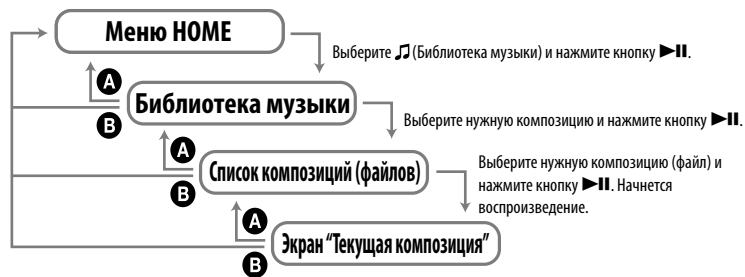 Меню HOME
Выберите ♫ (Библиотека музыки) и нажмите кнопку ▶II.
A
Библиотека музыки
B
Выберите нужную композицию и нажмите кнопку ▶II.
A
Список композиций (файлов)
B
Выберите нужную композицию (файл) и
нажмите кнопку ▶II. Начнется
воспроизведение.
A
Экран “Текущая композиция”
B